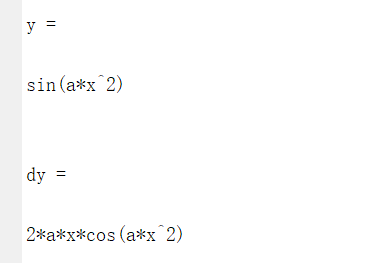 y =
sin(a*x^2)
dy =
2*a*x*cos(a*x^2)